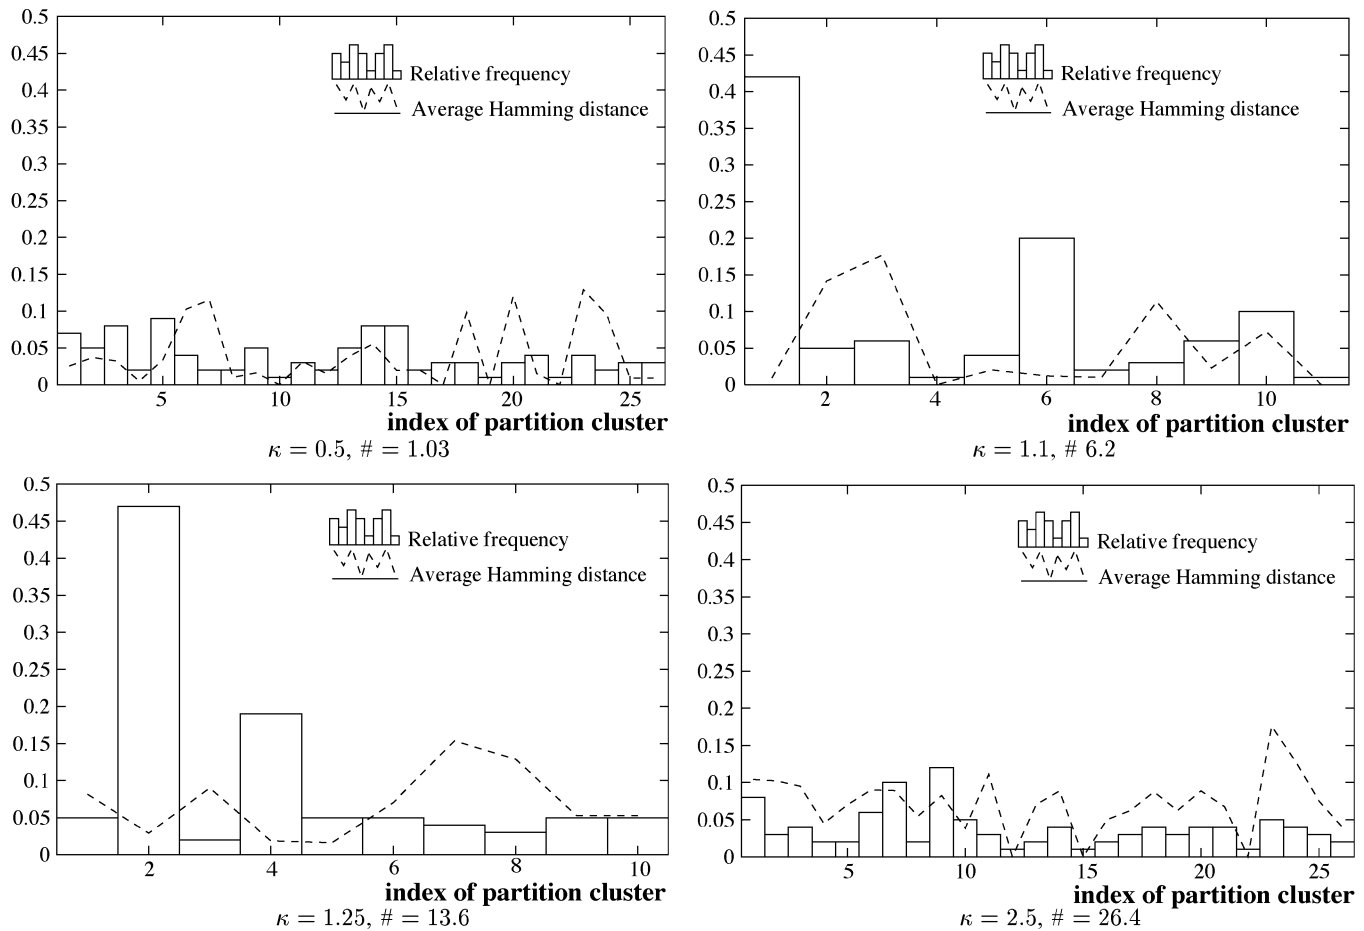 0.5
0.45
0.4
0.35
0.3
0.25
0.2
0.15
0.1
0.05
0
Relative frequency
Average Hamming distance
5 10 15 20 25
index of partition cluster
κ = 0.5, # = 1.03
0.5
0.45
0.4
0.35
0.3
0.25
0.2
0.15
0.1
0.05
0
Relative frequency
Average Hamming distance
2 4 6 8 10
index of partition cluster
κ = 1.1, # 6.2
0.5
0.45
0.4
0.35
0.3
0.25
0.2
0.15
0.1
0.05
0
Relative frequency
Average Hamming distance
2 4 6 8 10
index of partition cluster
κ = 1.25, # = 13.6
0.5
0.45
0.4
0.35
0.3
0.25
0.2
0.15
0.1
0.05
0
Relative frequency
Average Hamming distance
5 10 15 20 25
index of partition cluster
κ = 2.5, # = 26.4